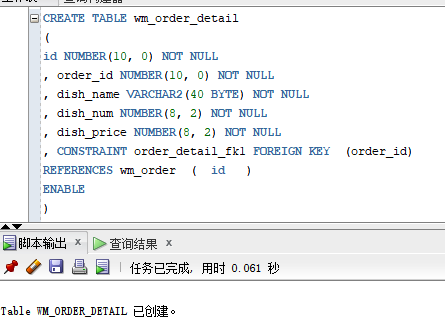 CREATE TABLE wm_order_detail
(
id NUMBER(10, 0) NOT NULL
, order_id NUMBER(10, 0) NOT NULL
, dish_name VARCHAR2(40 BYTE) NOT NULL
, dish_num NUMBER(8, 2) NOT NULL
, dish_price NUMBER(8, 2) NOT NULL
, CONSTRAINT order_detail_fk1 FOREIGN KEY (order_id)
REFERENCES wm_order ( id )
ENABLE
)
脚本输出 x 查询结果 x
任务已完成, 用时 0.061 秒
Table WM_ORDER_DETAIL 已创建。